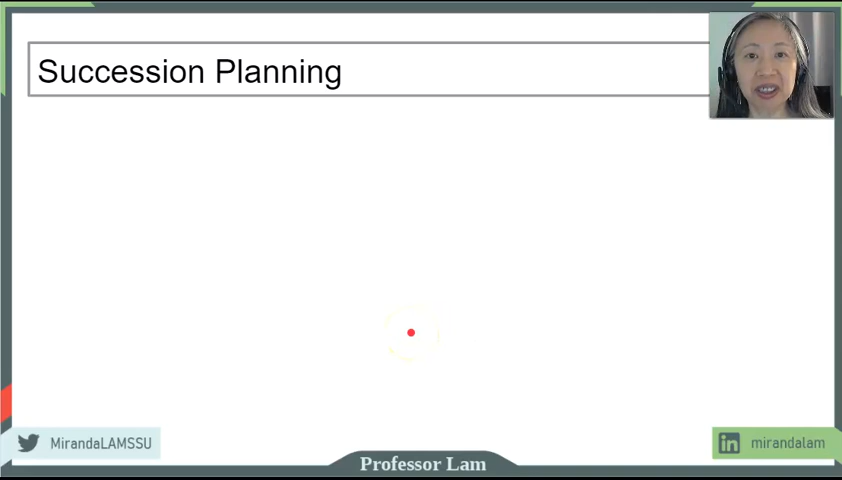 Succession Planning
MirandaLAMSSU
mirandalam
Professor Lam